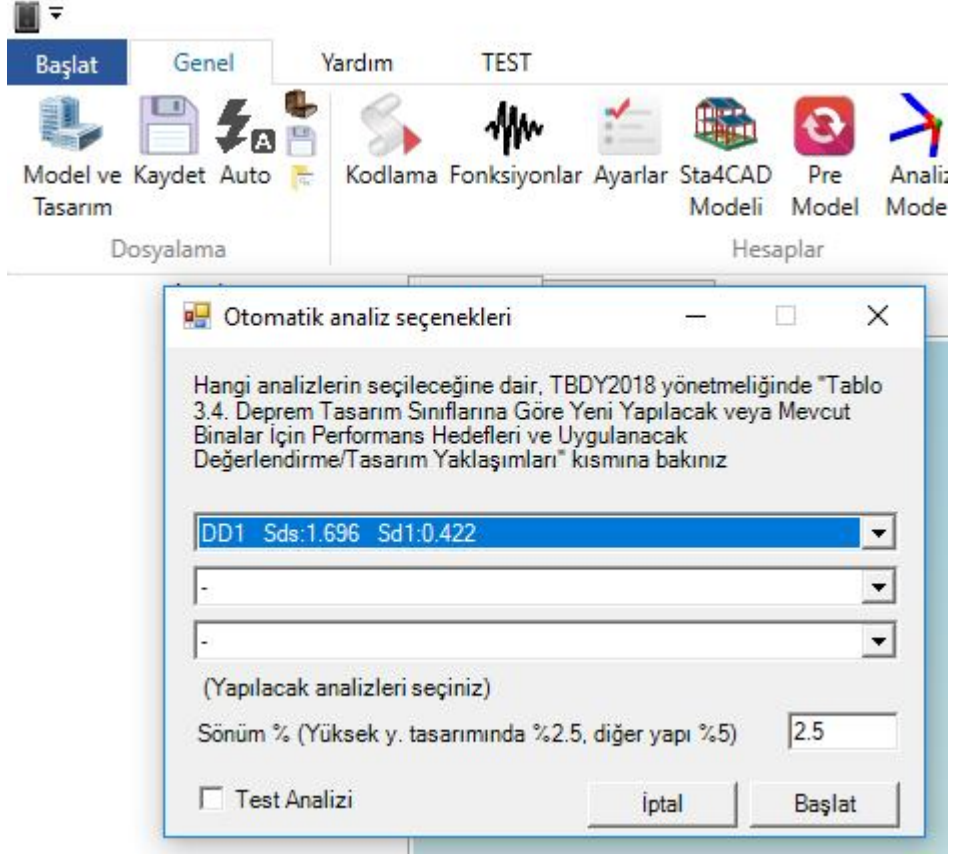 Başlat Genel Yardım TEST
Model ve Tasarım Kaydet Auto A Kodlama Fonksiyonlar Ayarlar Sta4CAD Modeli Pre Model
Dosyalama Hesaplar
Otomatik analiz seçenekleri
Hangi analizlerin seçileceğine dair, TBDY2018 yönetmeliğinde "Tablo
3.4. Deprem Tasarım Sınıflarına Göre Yeni Yapılacak veya Mevcut
Binalar İçin Performans Hedefleri ve Uygulanacak
Değerlendirme/Tasarım Yaklaşımları" kısmına bakınız
DD1 Sds:1.696 Sd1:0.422
-
-
(Yapılacak analizleri seçiniz)
Sönüm % (Yüksek y. tasarımında %2.5, diğer yapı %5) 2.5
Test Analizi İptal Başlat